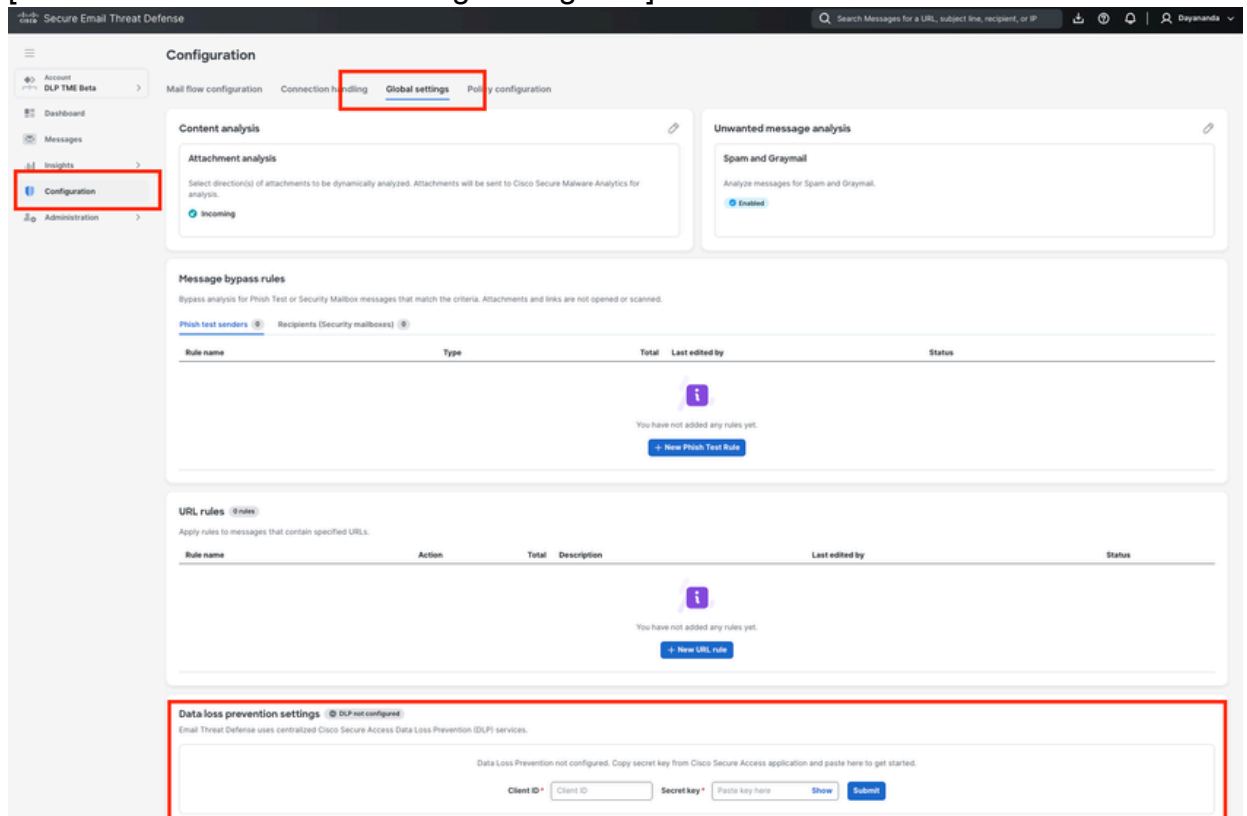 Secure Email Threat Defense
Search Messages for a URL, subject line, recipient, or IP
Dayananda
Account
DLP TME Beta
Dashboard
Messages
Insights
Configuration
Administration
Configuration
Mail flow configuration
Connection handling
Global settings
Policy configuration
Content analysis
Attachment analysis
Select direction(s) of attachments to be dynamically analyzed. Attachments will be sent to Cisco Secure Malware Analytics for
analysis.
Incoming
Unwanted message analysis
Spam and Graymail
Analyze messages for Spam and Graymail.
Enabled
Message bypass rules
Bypass analysis for Phish Test or Security Mailbox messages that match the criteria. Attachments and links are not opened or scanned.
Phish test senders 0 Recipients (Security mailboxes) 0
Rule name Type Total Last edited by Status
You have not added any rules yet.
+ New Phish Test Rule
URL rules 0 rules
Apply rules to messages that contain specified URLs.
Rule name Action Total Description Last edited by Status
You have not added any rules yet.
+ New URL rule
Data loss prevention settings DLP not configured
Email Threat Defense uses centralized Cisco Secure Access Data Loss Prevention (DLP) services.
Data Loss Prevention not configured. Copy secret key from Cisco Secure Access application and paste here to get started.
Client ID* Client ID Secret key* Paste key here Show Submit